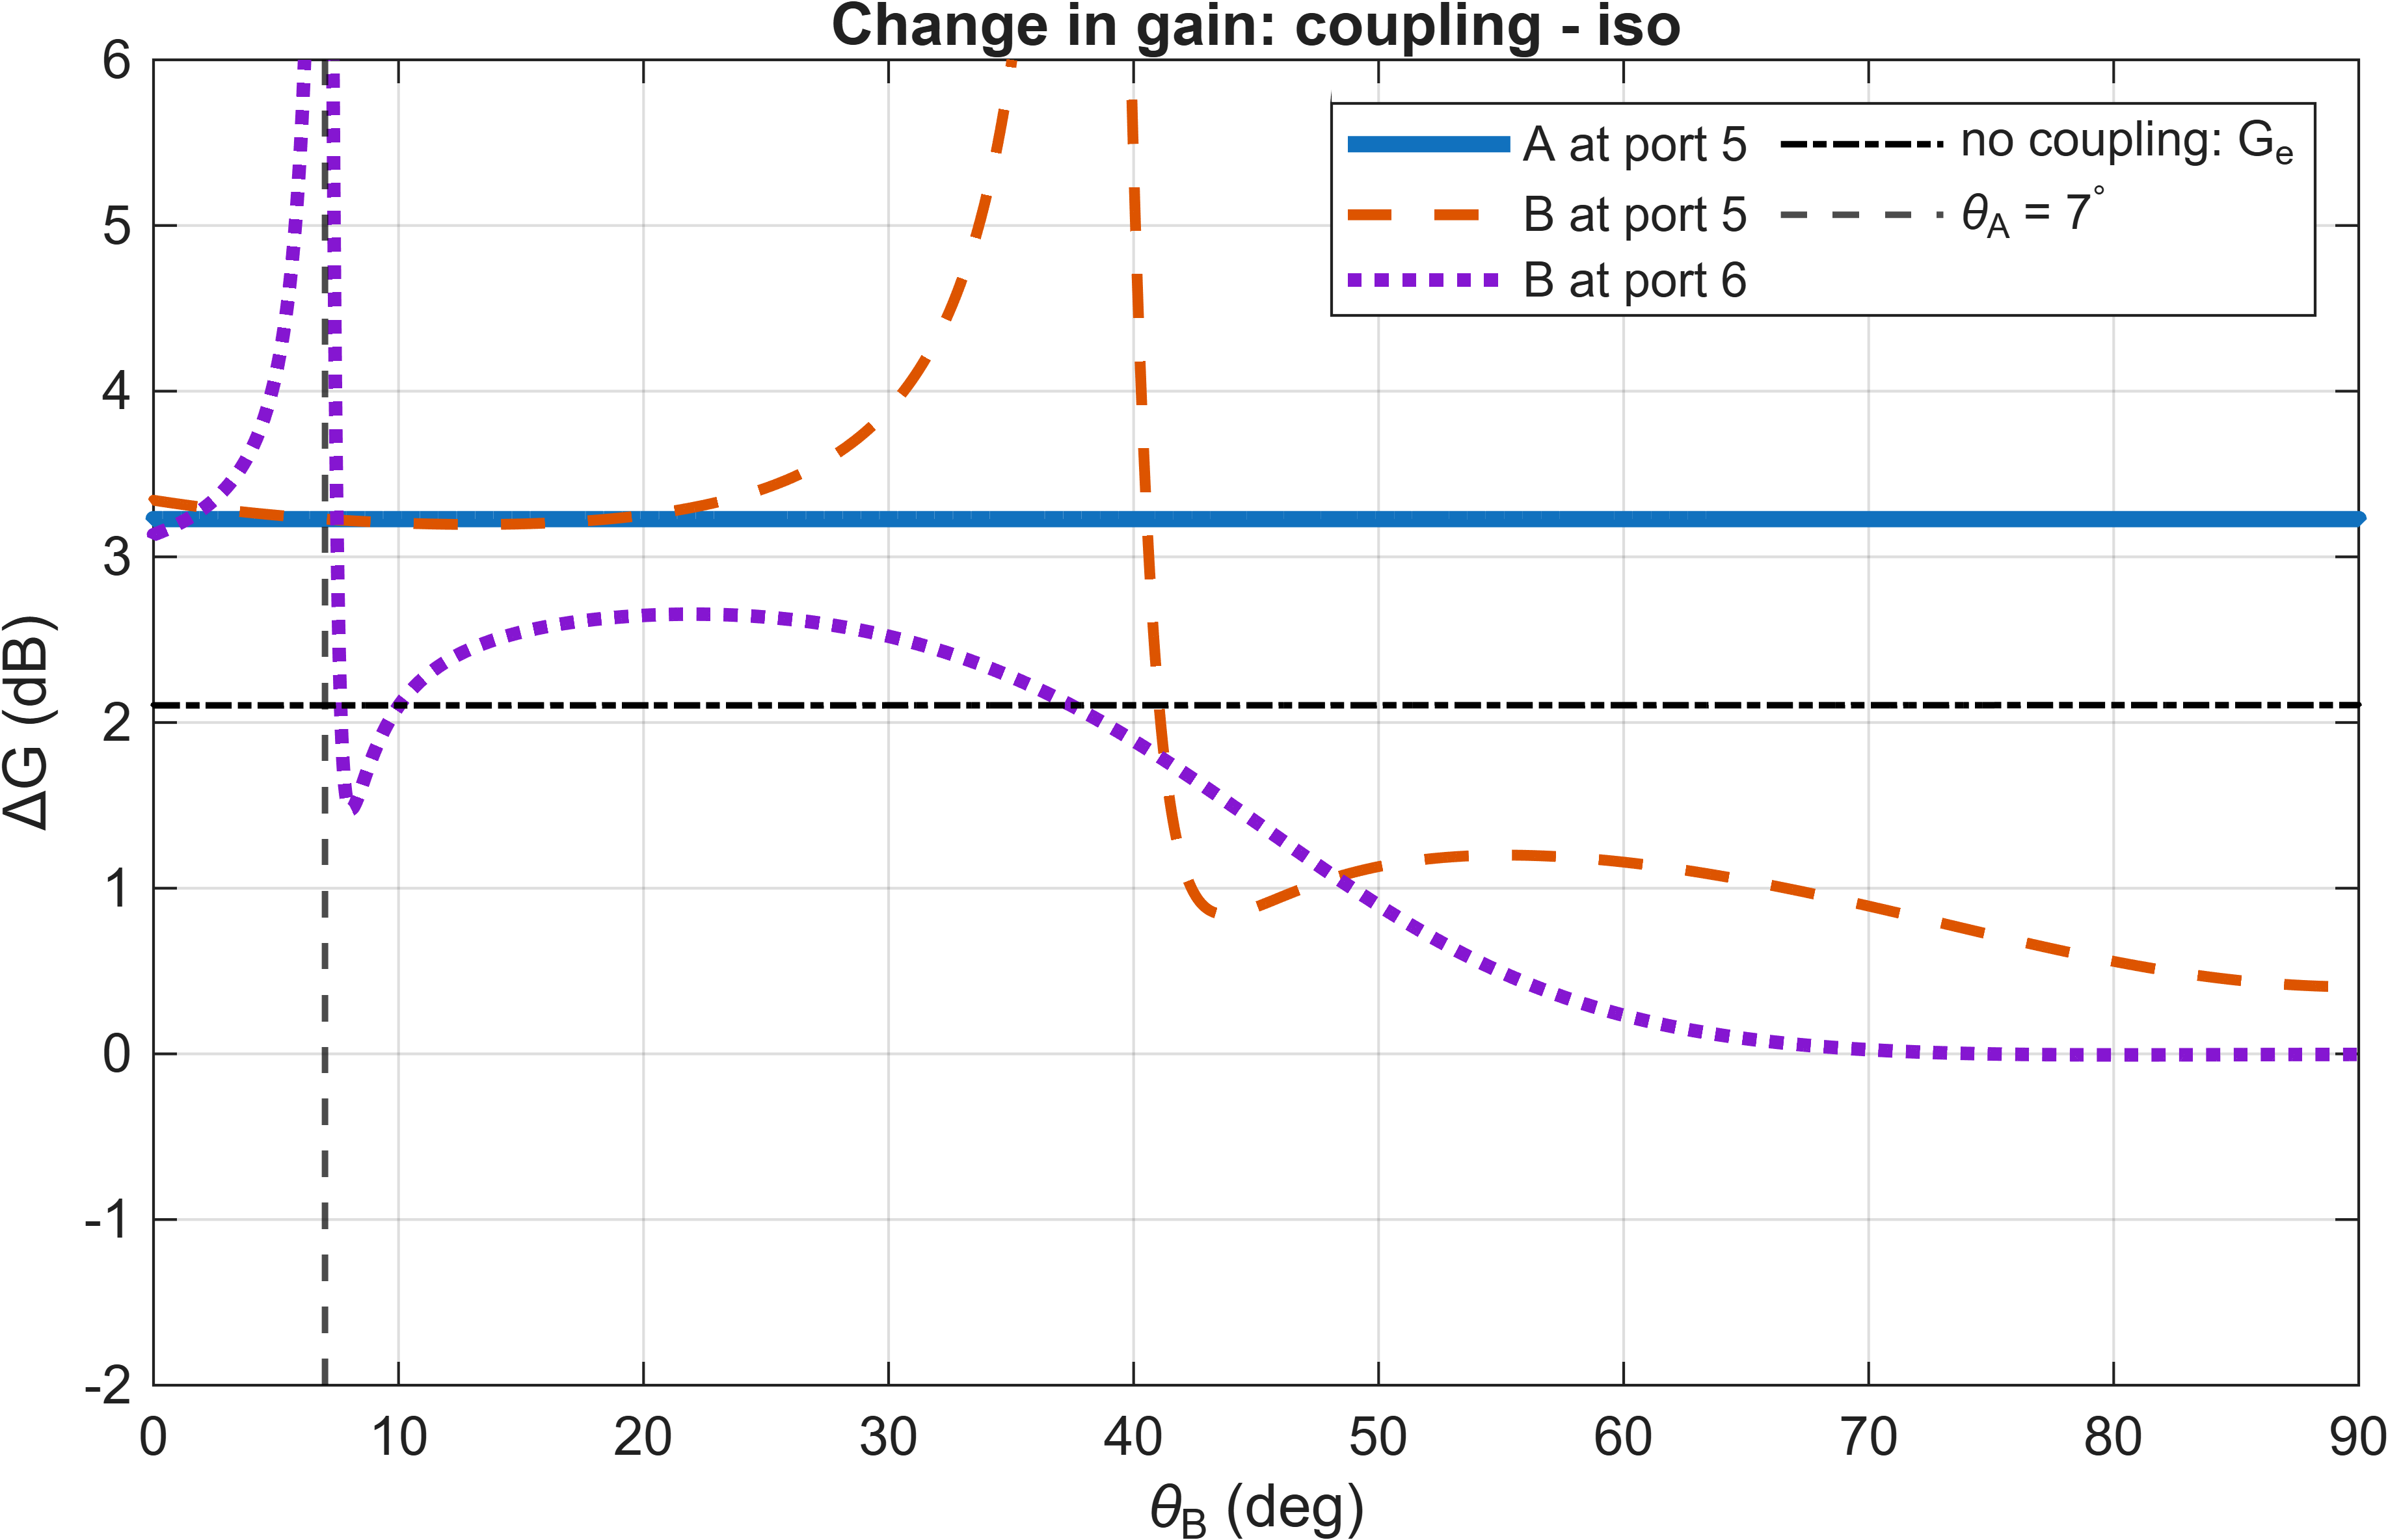 Change in gain: coupling - iso
6
5
4
3
2
1
0
-1
-2
ΔG (dB)
A at port 5
B at port 5
B at port 6
no coupling: Gₑ
θ_A = 7°
0 10 20 30 40 50 60 70 80 90
θ_B (deg)